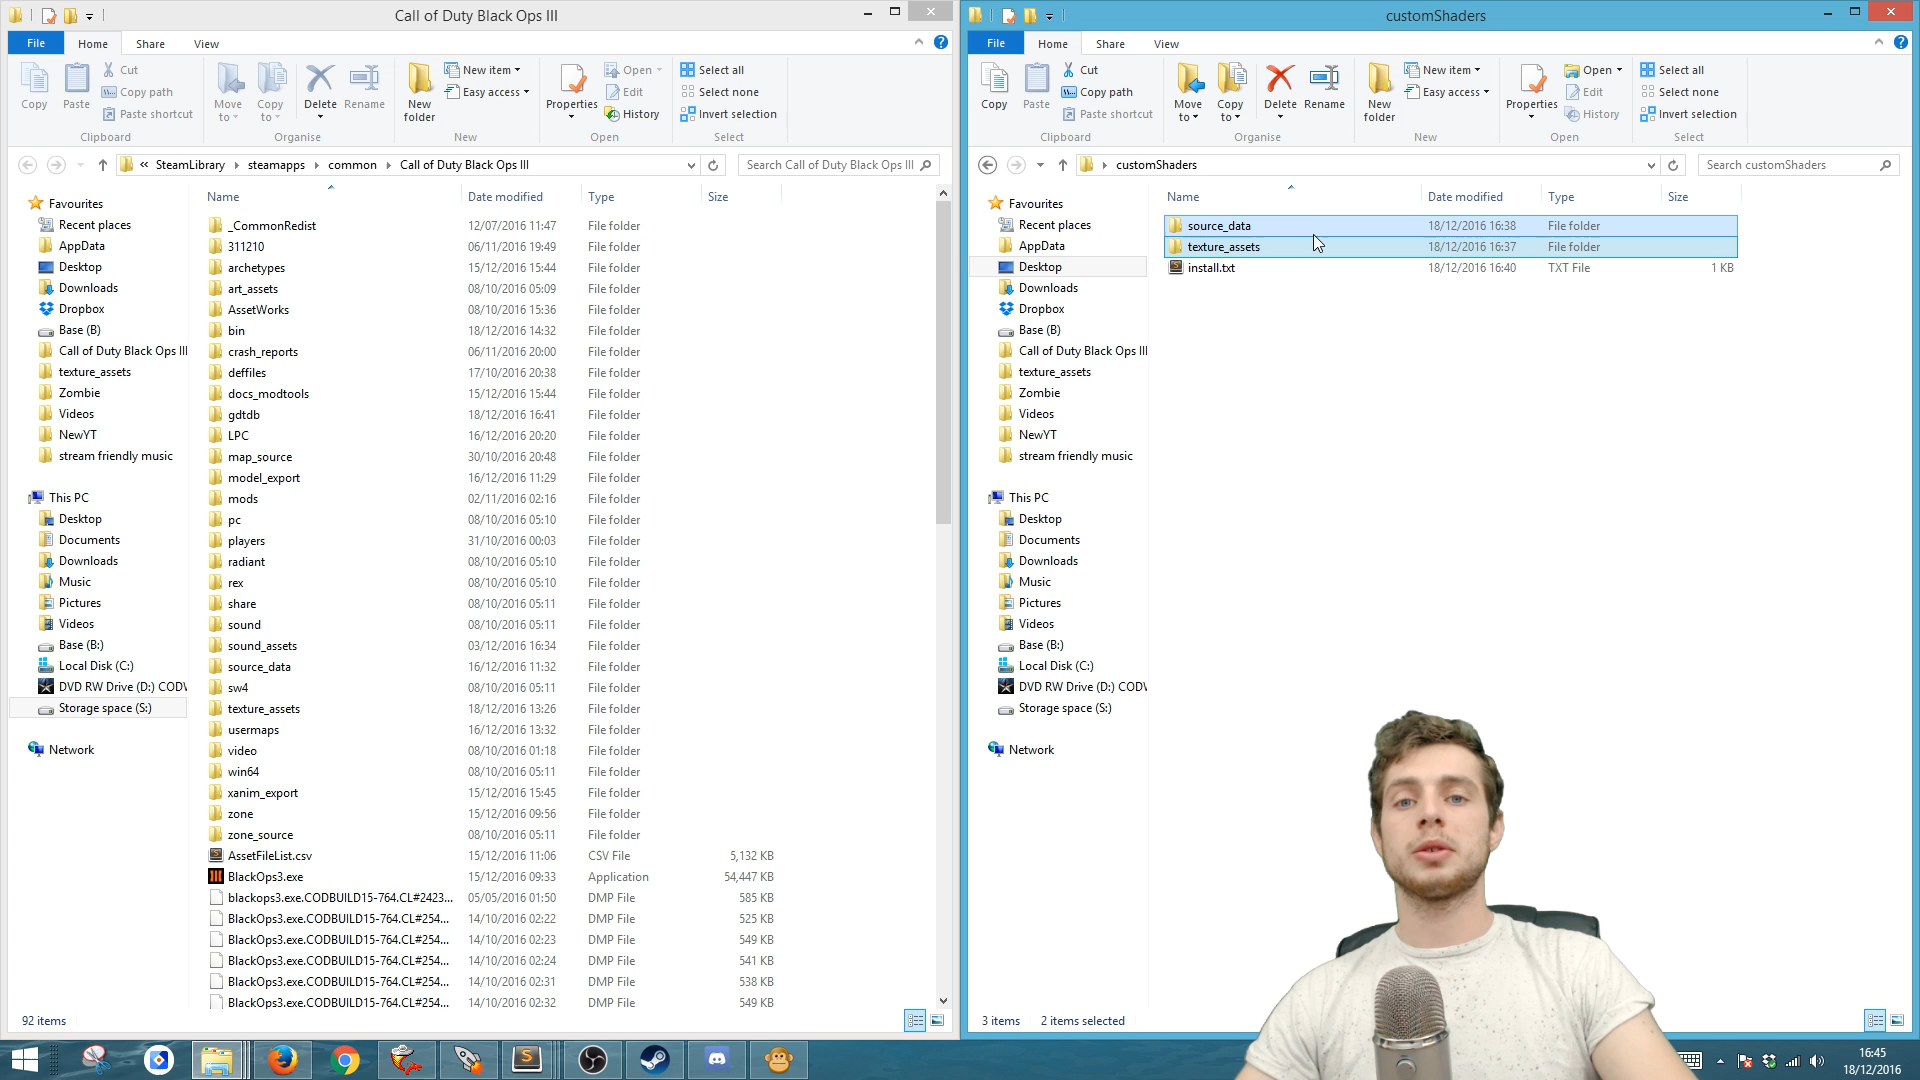 Call of Duty Black Ops III
File Home Share View
Copy Paste Cut Copy path Paste shortcut Move to Copy to Delete Rename New folder New item Easy access Properties Open Edit History Select all Select none Invert selection
Clipboard Organise New Open Select
« SteamLibrary steamapps common Call of Duty Black Ops III Search Call of Duty Black Ops III
Favourites
Recent places
AppData
Desktop
Downloads
Dropbox
Base (B)
Call of Duty Black Ops III
texture_assets
Zombie
Videos
NewYT
stream friendly music
This PC
Desktop
Documents
Downloads
Music
Pictures
Videos
Base (B:)
Local Disk (C:)
DVD RW Drive (D:)
Storage space (S:)
Network
Name Date modified Type Size
_CommonRedist 12/07/2016 11:47 File folder
311210 06/11/2016 19:49 File folder
archetypes 15/12/2016 15:44 File folder
art_assets 08/10/2016 05:09 File folder
AssetWorks 08/10/2016 15:36 File folder
bin 18/12/2016 14:32 File folder
crash_reports 06/11/2016 20:00 File folder
deffiles 17/10/2016 20:38 File folder
docs_modtools 15/12/2016 15:44 File folder
gdtdb 18/12/2016 16:41 File folder
LPC 16/12/2016 20:20 File folder
map_source 30/10/2016 20:48 File folder
model_export 16/12/2016 11:29 File folder
mods 02/11/2016 02:16 File folder
pc 08/10/2016 05:10 File folder
players 31/10/2016 00:03 File folder
radiant 08/10/2016 05:10 File folder
rex 08/10/2016 05:10 File folder
share 08/10/2016 05:11 File folder
sound 08/10/2016 05:11 File folder
sound_assets 03/12/2016 16:34 File folder
source_data 16/12/2016 11:32 File folder
sw4 08/10/2016 05:11 File folder
texture_assets 18/12/2016 13:26 File folder
usermaps 16/12/2016 13:32 File folder
video 08/10/2016 01:18 File folder
win64 08/10/2016 05:11 File folder
xanim_export 15/12/2016 15:45 File folder
zone 15/12/2016 09:56 File folder
zone_source 08/10/2016 05:11 File folder
AssetFileList.csv 15/12/2016 11:06 CSV File 5,132 KB
BlackOps3.exe 15/12/2016 09:33 Application 54,447 KB
blackops3.exe.CODBUILD15-764.CL#2423... 05/05/2016 01:50 DMP File 585 KB
BlackOps3.exe.CODBUILD15-764.CL#254... 14/10/2016 02:22 DMP File 525 KB
BlackOps3.exe.CODBUILD15-764.CL#254... 14/10/2016 02:23 DMP File 549 KB
BlackOps3.exe.CODBUILD15-764.CL#254... 14/10/2016 02:24 DMP File 541 KB
BlackOps3.exe.CODBUILD15-764.CL#254... 14/10/2016 02:31 DMP File 538 KB
BlackOps3.exe.CODBUILD15-764.CL#254... 14/10/2016 02:32 DMP File 549 KB
92 items
customShaders
File Home Share View
Copy Paste Cut Copy path Paste shortcut Move to Copy to Delete Rename New folder New item Easy access Properties Open Edit History Select all Select none Invert selection
Clipboard Organise New Open Select
customShaders Search customShaders
Favourites
Recent places
AppData
Desktop
Downloads
Dropbox
Base (B)
Call of Duty Black Ops III
texture_assets
Zombie
Videos
NewYT
stream friendly music
This PC
Desktop
Documents
Downloads
Music
Pictures
Videos
Base (B:)
Local Disk (C:)
DVD RW Drive (D:)
Storage space (S:)
Network
Name Date modified Type Size
source_data 18/12/2016 16:38 File folder
texture_assets 18/12/2016 16:37 File folder
install.txt 18/12/2016 16:40 TXT File 1 KB
3 items 2 items selected
16:45
18/12/2016